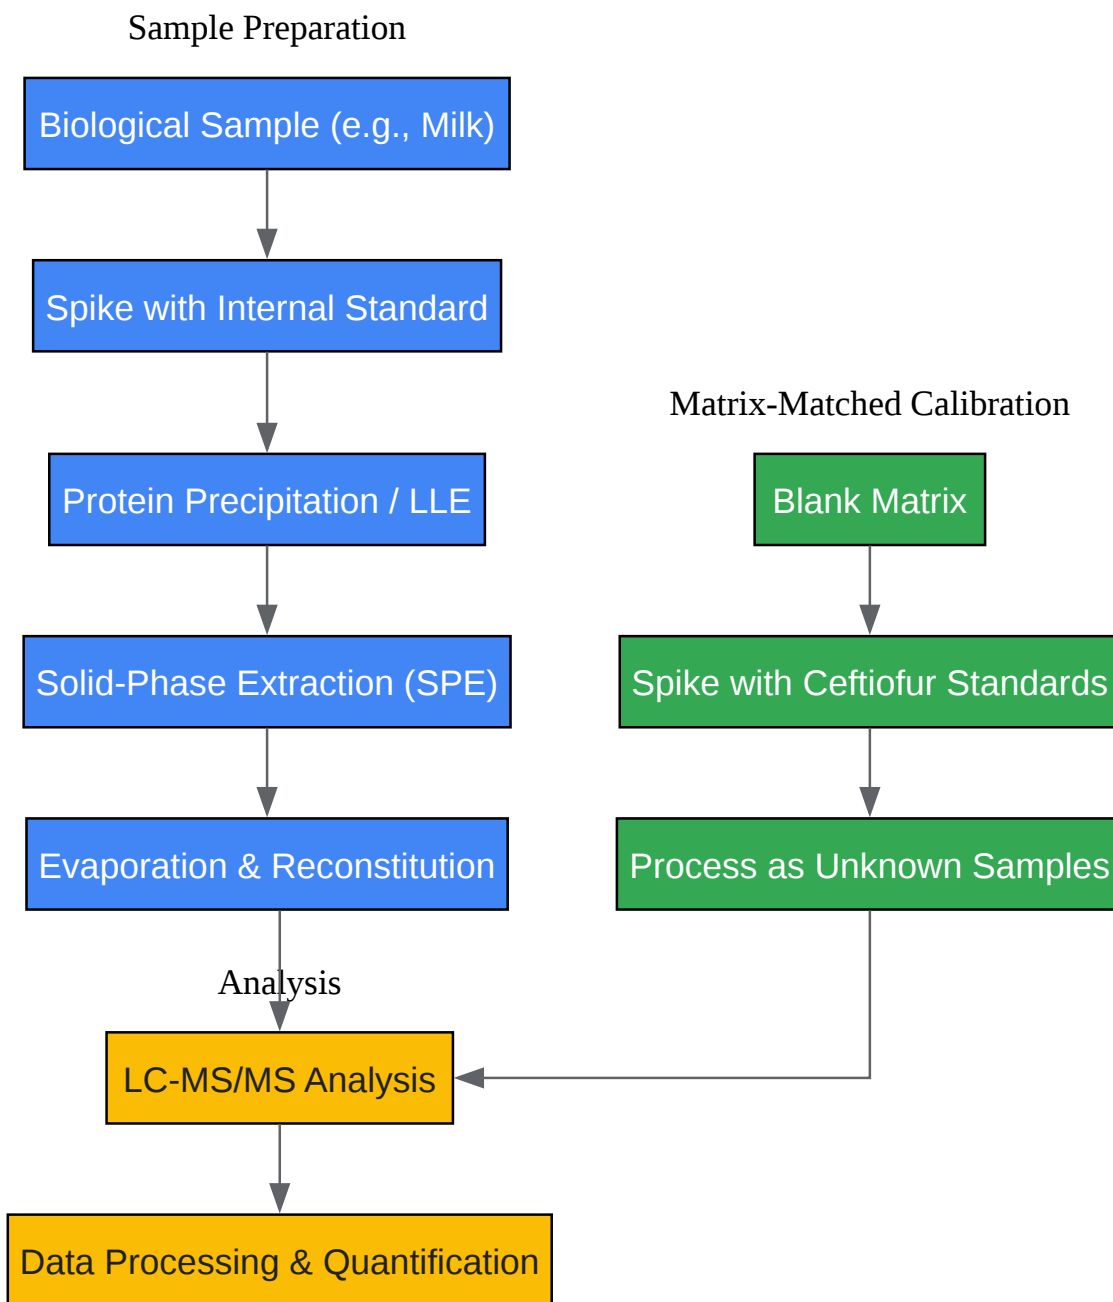 Sample Preparation
Biological Sample (e.g., Milk)
Spike with Internal Standard
Protein Precipitation / LLE
Solid-Phase Extraction (SPE)
Evaporation & Reconstitution
Matrix-Matched Calibration
Blank Matrix
Spike with Ceftiofur Standards
Process as Unknown Samples
Analysis
LC-MS/MS Analysis
Data Processing & Quantification